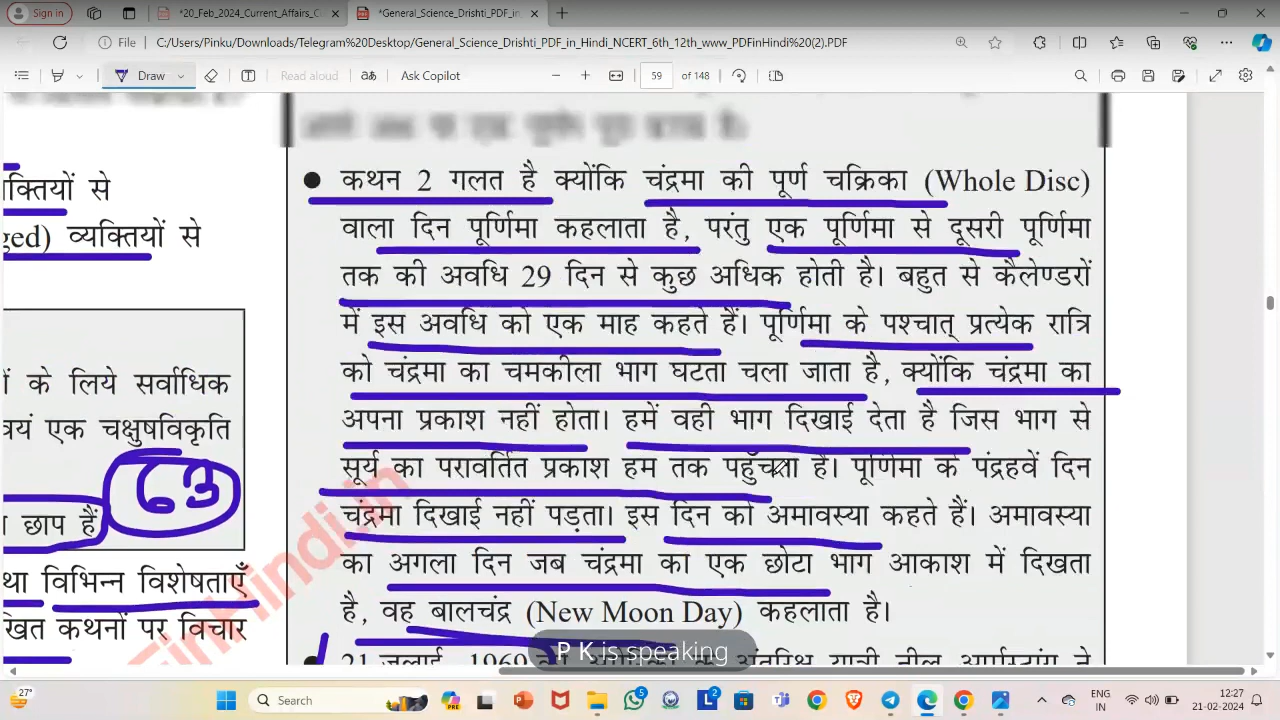 Sign in
*20_Feb_2024_Current_Affairs_C
*General_Science_Drishti_PDF_in
File
C:/Users/Pinku/Downloads/Telegram%20Desktop/General_Science_Drishti_PDF_in_Hindi_NCERT_6th_12th_www_PDFinHindi%20(2).PDF
Draw
Read aloud
Ask Copilot
59 of 148
से
ged) व्यक्तियों से
के लिये सर्वाधिक
एक चक्षुषविकृति
63
छाप हैं
विभिन्न विशेषताएँ
कथनों पर विचार
कथन 2 गलत है क्योंकि चंद्रमा की पूर्ण चक्रिका (Whole Disc)
वाला दिन पूर्णिमा कहलाता है, परंतु एक पूर्णिमा से दूसरी पूर्णिमा
तक की अवधि 29 दिन से कुछ अधिक होती है। बहुत से कैलेण्डरों
में इस अवधि को एक माह कहते हैं। पूर्णिमा के पश्चात् प्रत्येक रात्रि
को चंद्रमा का चमकीला भाग घटता चला जाता है, क्योंकि चंद्रमा का
अपना प्रकाश नहीं होता। हमें वही भाग दिखाई देता है जिस भाग से
सूर्य का परावर्तित प्रकाश हम तक पहुँचता है। पूर्णिमा के पंद्रहवें दिन
चंद्रमा दिखाई नहीं पड़ता। इस दिन को अमावस्या कहते हैं। अमावस्या
का अगला दिन जब चंद्रमा का एक छोटा भाग आकाश में दिखता
है, वह बालचंद्र (New Moon Day) कहलाता है।
21 जुलाई, 1969
P K is speaking
27°
Search
ENG
IN
12:27
21-02-2024